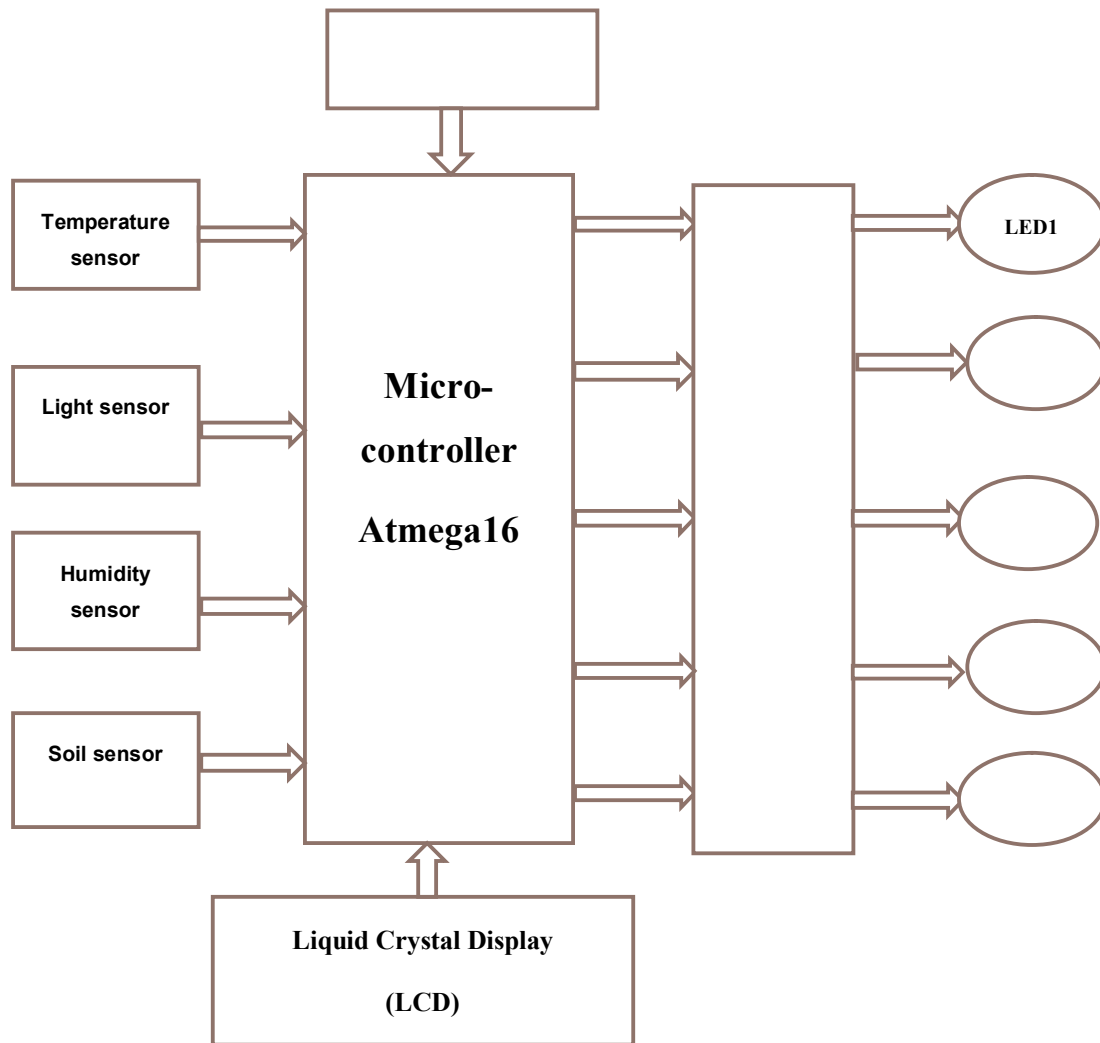 Temperature
sensor
Light sensor
Humidity
sensor
Soil sensor
Micro-
controller
Atmega16
LED1
Liquid Crystal Display
(LCD)